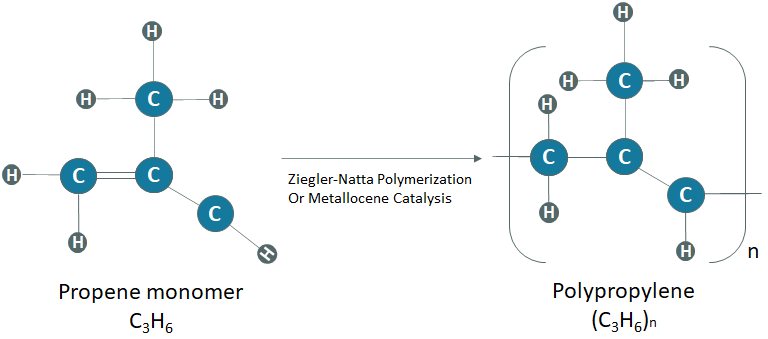 H
H C H
H C C
C
H
H
Propene monomer
C₃H₆
Ziegler-Natta Polymerization
Or Metallocene Catalysis
H
H C H
H
C C
C
H
H
n
Polypropylene
(C₃H₆)n